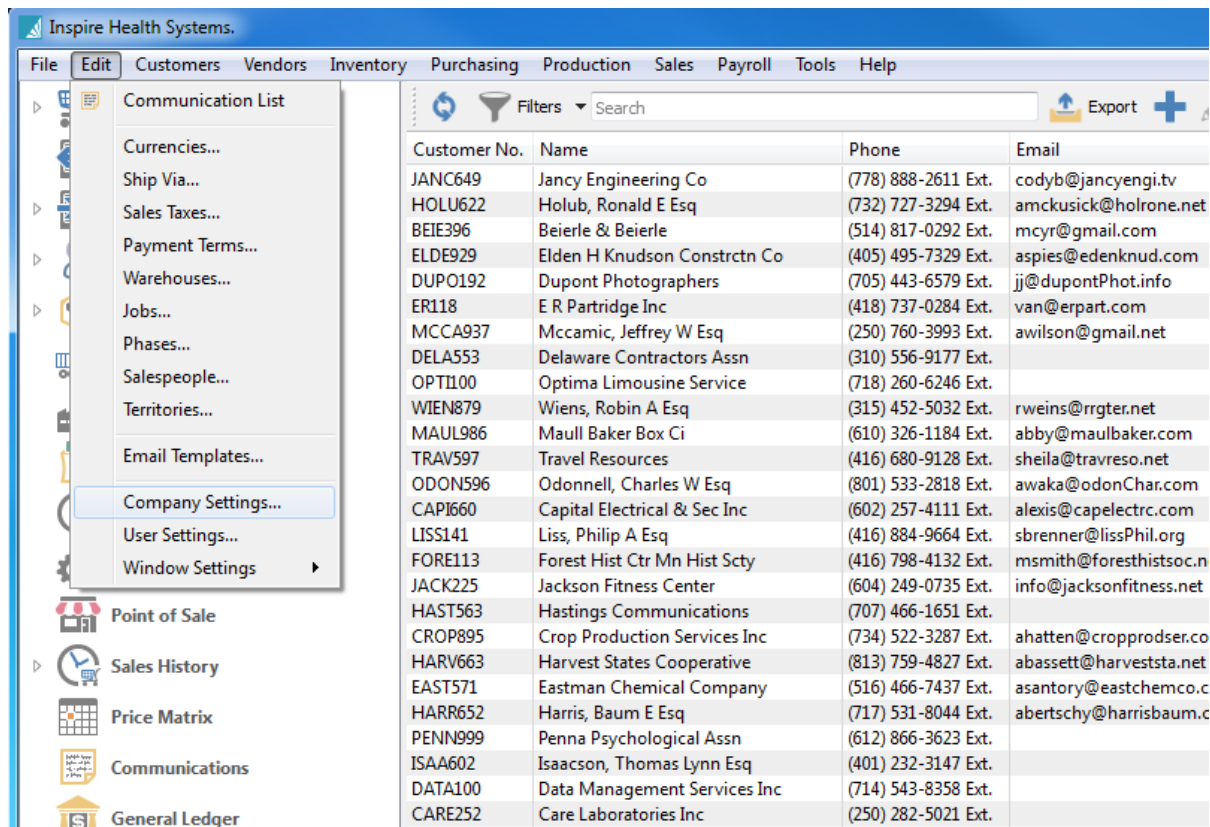 Inspire Health Systems.
File Edit Customers Vendors Inventory Purchasing Production Sales Payroll Tools Help
Communication List
Currencies...
Ship Via...
Sales Taxes...
Payment Terms...
Warehouses...
Jobs...
Phases...
Salespeople...
Territories...
Email Templates...
Company Settings...
User Settings...
Window Settings
Point of Sale
Sales History
Price Matrix
Communications
General Ledger
Filters Search Export
Customer No. Name Phone Email
JANC649 Jancy Engineering Co (778) 888-2611 Ext. codyb@jancyengi.tv
HOLU622 Holub, Ronald E Esq (732) 727-3294 Ext. amckusick@holrone.net
BEIE396 Beierle & Beierle (514) 817-0292 Ext. mcyr@gmail.com
ELDE929 Elden H Knudson Constrctn Co (405) 495-7329 Ext. aspies@edenknud.com
DUPO192 Dupont Photographers (705) 443-6579 Ext. jj@dupontPhot.info
ER118 E R Partridge Inc (418) 737-0284 Ext. van@erpart.com
MCCA937 Mccamic, Jeffrey W Esq (250) 760-3993 Ext. awilson@gmail.net
DELA553 Delaware Contractors Assn (310) 556-9177 Ext.
OPTI100 Optima Limousine Service (718) 260-6246 Ext.
WIEN879 Wiens, Robin A Esq (315) 452-5032 Ext. rweins@rrgter.net
MAUL986 Maull Baker Box Ci (610) 326-1184 Ext. abby@maulbaker.com
TRAV597 Travel Resources (416) 680-9128 Ext. sheila@travreso.net
ODON596 Odonnell, Charles W Esq (801) 533-2818 Ext. awaka@odonChar.com
CAPI660 Capital Electrical & Sec Inc (602) 257-4111 Ext. alexis@capelectrc.com
LISS141 Liss, Philip A Esq (416) 884-9664 Ext. sbrenner@lissPhil.org
FORE113 Forest Hist Ctr Mn Hist Scty (416) 798-4132 Ext. msmith@foresthistsoc.n
JACK225 Jackson Fitness Center (604) 249-0735 Ext. info@jacksonfitness.net
HAST563 Hastings Communications (707) 466-1651 Ext.
CROP895 Crop Production Services Inc (734) 522-3287 Ext. ahatten@cropprodser.co
HARV663 Harvest States Cooperative (813) 759-4827 Ext. abassett@harveststa.net
EAST571 Eastman Chemical Company (516) 466-7437 Ext. asantory@eastchemco.c
HARR652 Harris, Baum E Esq (717) 531-8044 Ext. abertschy@harrisbaum.c
PENN999 Penna Psychological Assn (612) 866-3623 Ext.
ISAA602 Isaacson, Thomas Lynn Esq (401) 232-3147 Ext.
DATA100 Data Management Services Inc (714) 543-8358 Ext.
CARE252 Care Laboratories Inc (250) 282-5021 Ext.